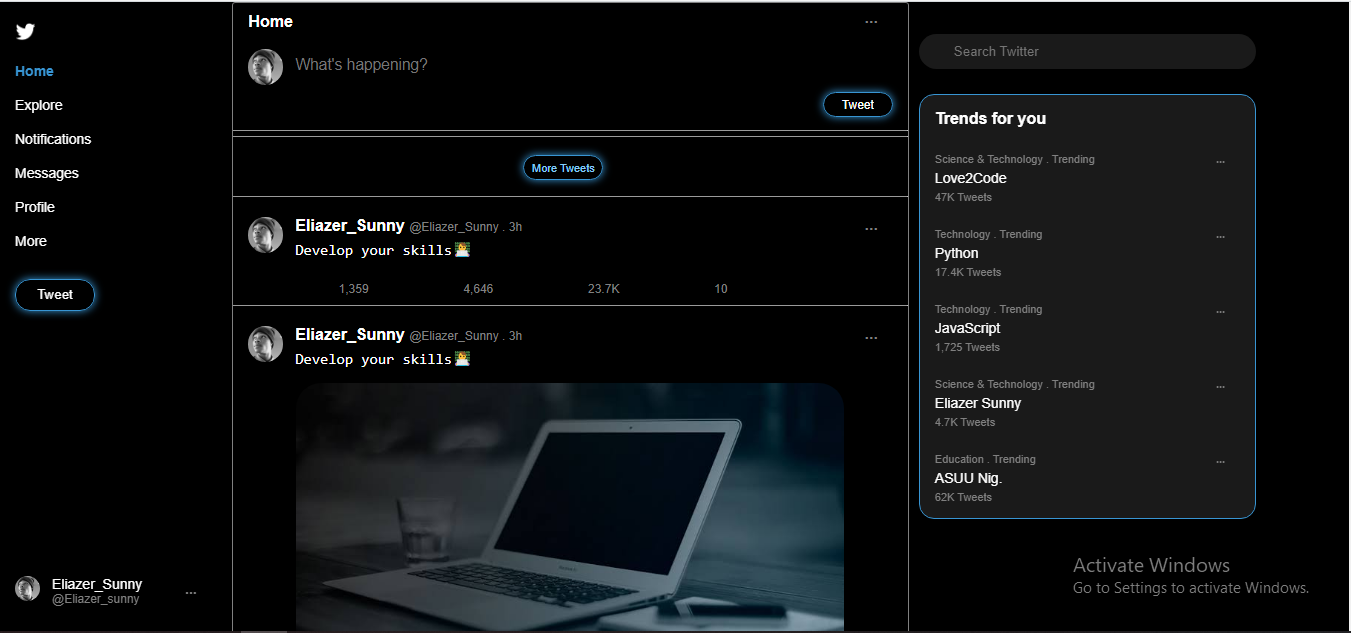 Home
Explore
Notifications
Messages
Profile
More
Tweet
Eliazer_Sunny
@Eliazer_sunny
...
Home
...
What's happening?
Tweet
More Tweets
Eliazer_Sunny @Eliazer_Sunny . 3h
...
Develop your skills👨‍🏫
1,359 4,646 23.7K 10
Eliazer_Sunny @Eliazer_Sunny . 3h
...
Develop your skills👨‍🏫
Search Twitter
Trends for you
Science & Technology . Trending
...
Love2Code
47K Tweets
Technology . Trending
...
Python
17.4K Tweets
Technology . Trending
...
JavaScript
1,725 Tweets
Science & Technology . Trending
...
Eliazer Sunny
4.7K Tweets
Education . Trending
...
ASUU Nig.
62K Tweets
Activate Windows
Go to Settings to activate Windows.